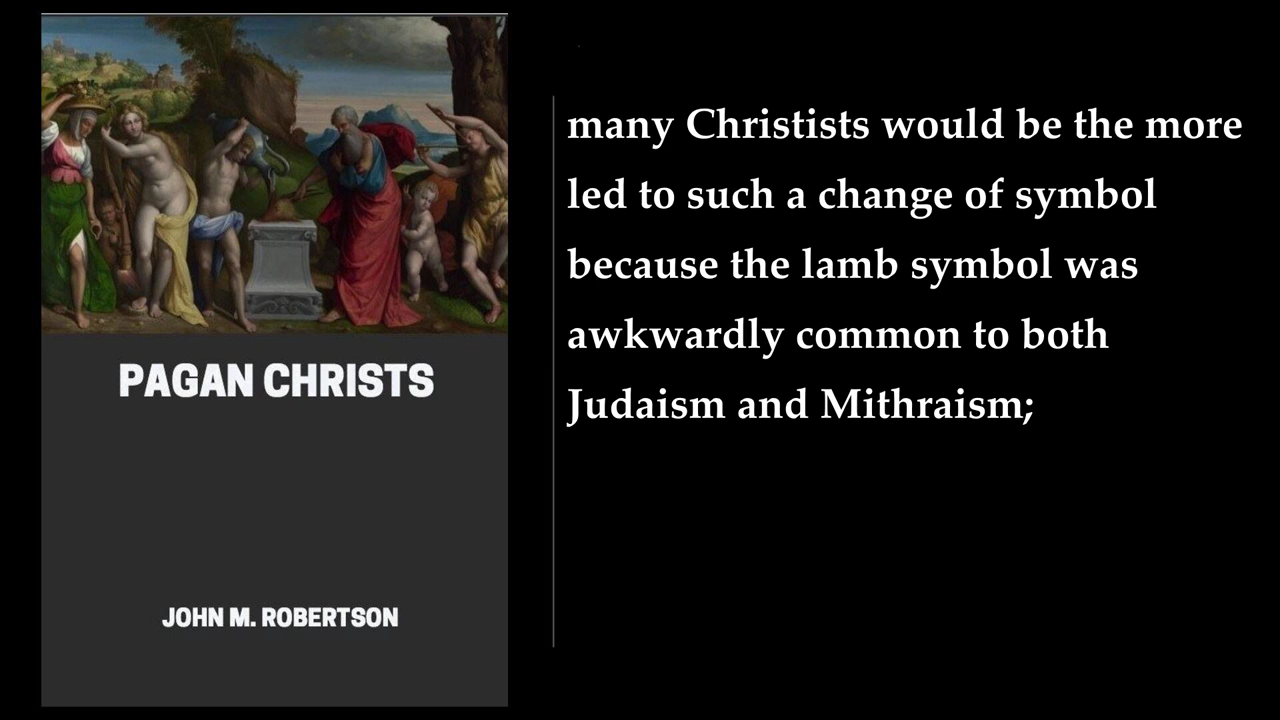 PAGAN CHRISTS
JOHN M. ROBERTSON
many Christists would be the more
led to such a change of symbol
because the lamb symbol was
awkwardly common to both
Judaism and Mithraism;